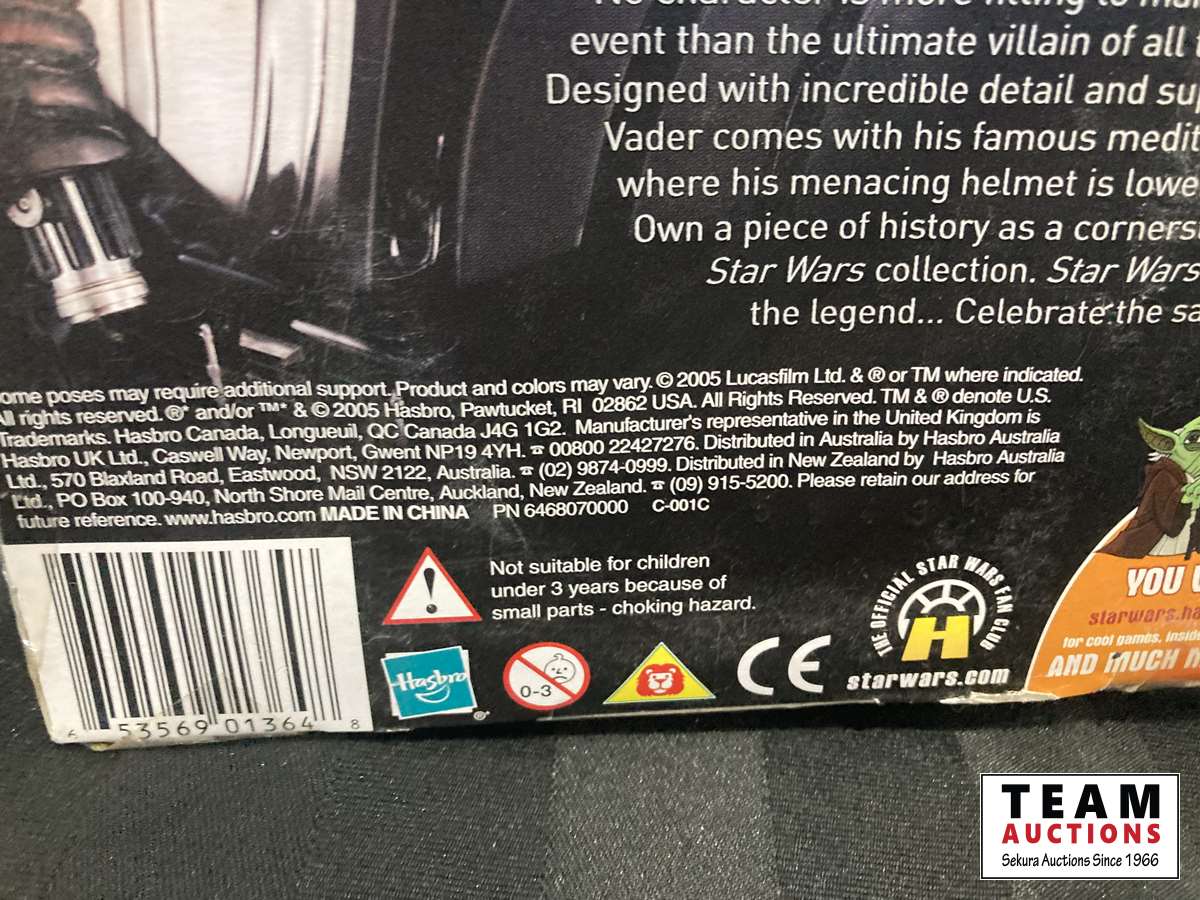 event than the ultimate villain of all
Designed with incredible detail and
Vader comes with his famous
where his menacing helmet is
Own a piece of history as a
Star Wars collection. Star Wars
the legend... Celebrate the
poses may require additional support. Product and colors may vary. © 2005 Lucasfilm Ltd. & ® or TM where indicated.
All rights reserved. ®* and/or ™* & © 2005 Hasbro, Pawtucket, RI 02862 USA. All Rights Reserved. TM & ® denote U.S.
Trademarks. Hasbro Canada, Longueuil, QC Canada J4G 1G2. Manufacturer's representative in the United Kingdom is
Hasbro UK Ltd., Caswell Way, Newport, Gwent NP19 4YH. ☎ 00800 22427276. Distributed in Australia by Hasbro Australia
Ltd., 570 Blaxland Road, Eastwood, NSW 2122, Australia. ☎ (02) 9874-0999. Distributed in New Zealand by Hasbro Australia
Ltd., PO Box 100-940, North Shore Mail Centre, Auckland, New Zealand. ☎ (09) 915-5200. Please retain our address for
future reference. www.hasbro.com MADE IN CHINA PN 6468070000 C-001C
Not suitable for children
under 3 years because of
small parts - choking hazard.
THE OFFICIAL STAR WARS FAN CLUB
H
starwars.com
Hasbro ®
0-3
CE
53569 01364 8
YOU
for cool games,
AND MUCH
TEAM
AUCTIONS
Sekura Auctions Since 1966